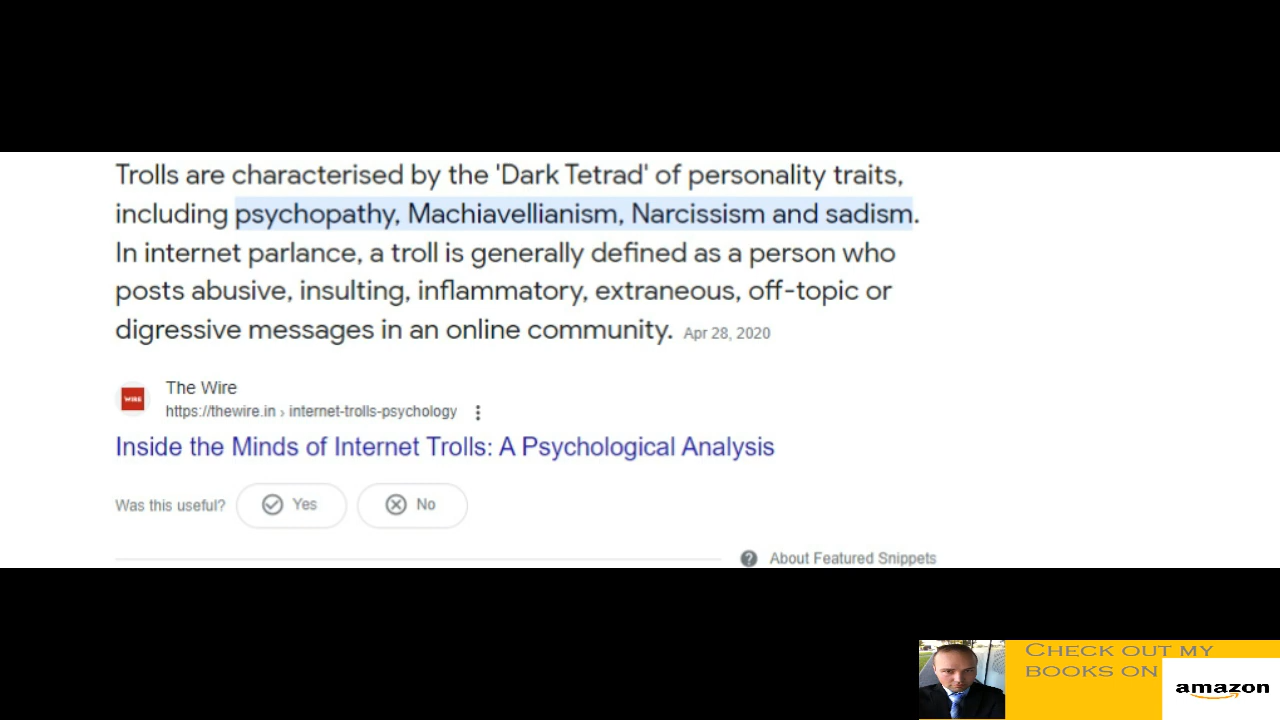 Trolls are characterised by the 'Dark Tetrad' of personality traits,
including psychopathy, Machiavellianism, Narcissism and sadism.
In internet parlance, a troll is generally defined as a person who
posts abusive, insulting, inflammatory, extraneous, off-topic or
digressive messages in an online community. Apr 28, 2020
WIRE
The Wire
https://thewire.in › internet-trolls-psychology
Inside the Minds of Internet Trolls: A Psychological Analysis
Was this useful? Yes No
About Featured Snippets
Check out my
books on
amazon